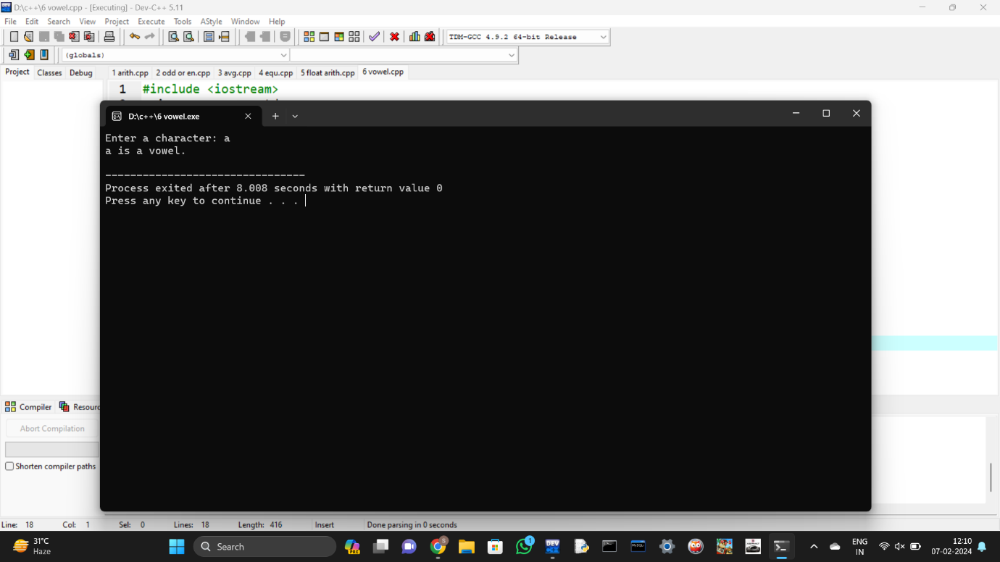 D:\c++\6 vowel.cpp - [Executing] - Dev-C++ 5.11
File Edit Search View Project Execute Tools AStyle Window Help
TDM-GCC 4.9.2 64-bit Release
(globals)
Project Classes Debug 1 arith.cpp 2 odd or en.cpp 3 avg.cpp 4 equ.cpp 5 float arith.cpp 6 vowel.cpp
1 #include <iostream>
D:\c++\6 vowel.exe
Enter a character: a
a is a vowel.
--------------------------------
Process exited after 8.008 seconds with return value 0
Press any key to continue . . .
Compiler Resourc
Abort Compilation
Shorten compiler paths
Line: 18 Col: 1 Sel: 0 Lines: 18 Length: 416 Insert Done parsing in 0 seconds
31°C
Haze
Search
PRE
S
1
DEV
MySQL
ENG
IN
12:10
07-02-2024